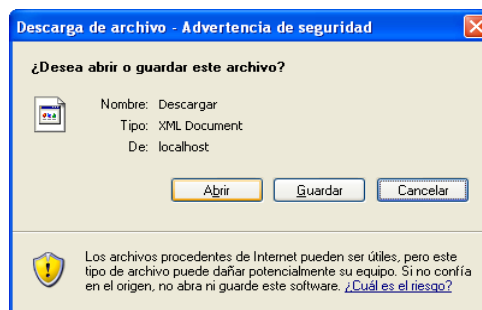 Descarga de archivo - Advertencia de seguridad
¿Desea abrir o guardar este archivo?
Nombre: Descargar
Tipo: XML Document
De: localhost
Abrir Guardar Cancelar
Los archivos procedentes de Internet pueden ser útiles, pero este
tipo de archivo puede dañar potencialmente su equipo. Si no confía
en el origen, no abra ni guarde este software. ¿Cuál es el riesgo?